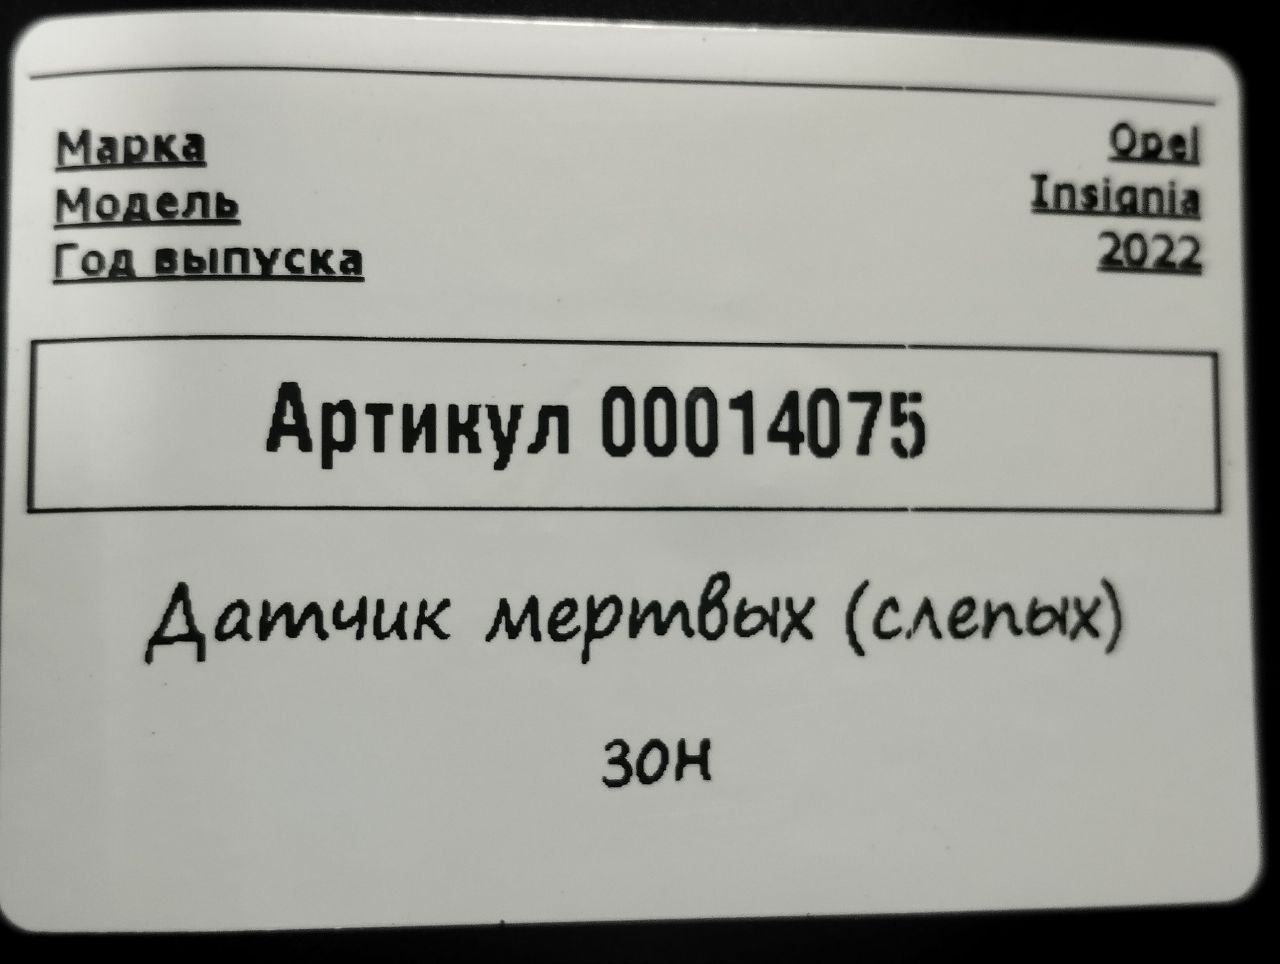 Марка Opel
Модель Insignia
Год выпуска 2022
Артикул 00014075
Датчик мертвых (слепых)
зон